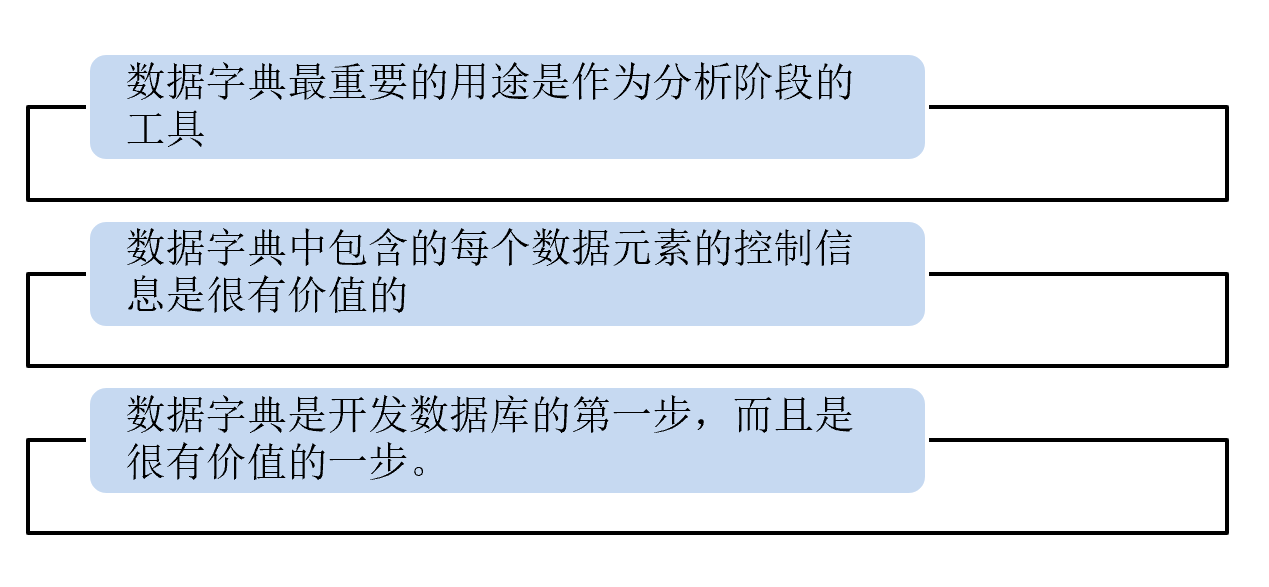 数据字典最重要的用途是作为分析阶段的
工具
数据字典中包含的每个数据元素的控制信
息是很有价值的
数据字典是开发数据库的第一步，而且是
很有价值的一步。